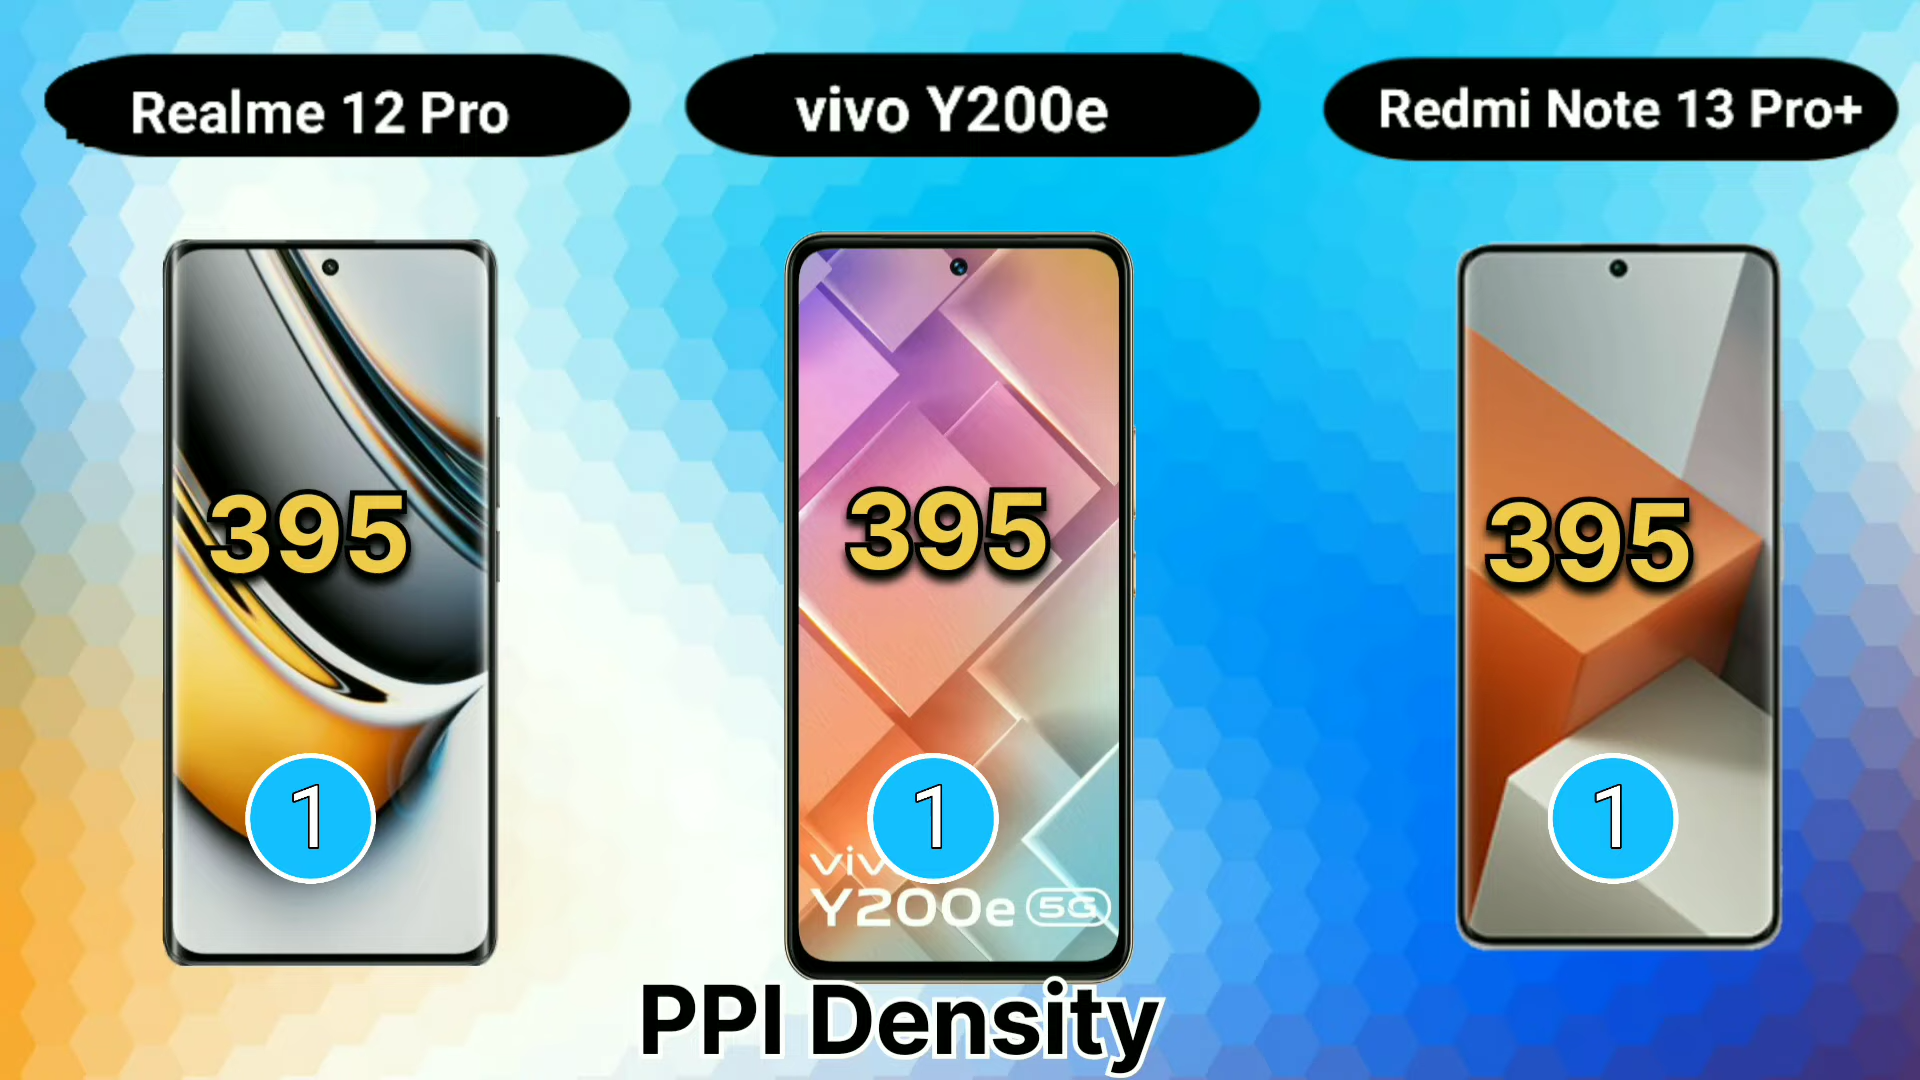 Realme 12 Pro
vivo Y200e
Redmi Note 13 Pro+
395
395
395
1
1
1
Y200e 5G
PPI Density